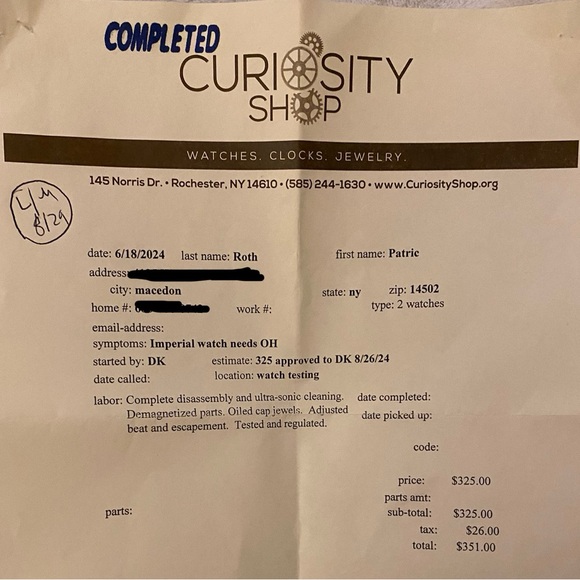 COMPLETED
CURIOSITY
SHOP
WATCHES. CLOCKS. JEWELRY.
145 Norris Dr. • Rochester, NY 14610 • (585) 244-1630 • www.CuriosityShop.org
L/M
8/29
date: 6/18/2024 last name: Roth first name: Patric
address:
city: macedon state: ny zip: 14502
home #: work #: type: 2 watches
email-address:
symptoms: Imperial watch needs OH
started by: DK estimate: 325 approved to DK 8/26/24
date called: location: watch testing
labor: Complete disassembly and ultra-sonic cleaning. date completed:
Demagnetized parts. Oiled cap jewels. Adjusted date picked up:
beat and escapement. Tested and regulated.
code:
price: $325.00
parts amt:
parts: sub-total: $325.00
tax: $26.00
total: $351.00